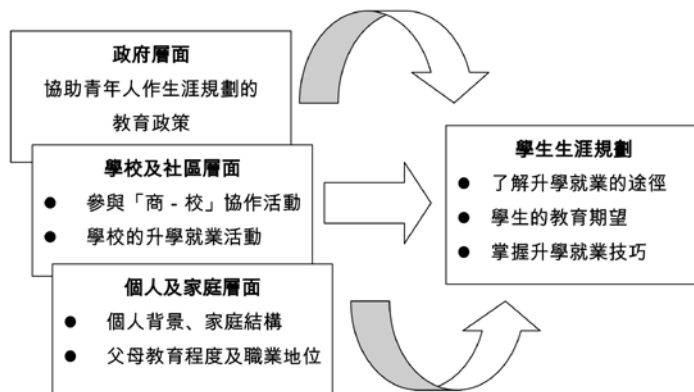 政府層面
協助青年人作生涯規劃的
教育政策
學校及社區層面
● 參與「商 - 校」協作活動
● 學校的升學就業活動
個人及家庭層面
● 個人背景、家庭結構
● 父母教育程度及職業地位
學生生涯規劃
● 了解升學就業的途徑
● 學生的教育期望
● 掌握升學就業技巧